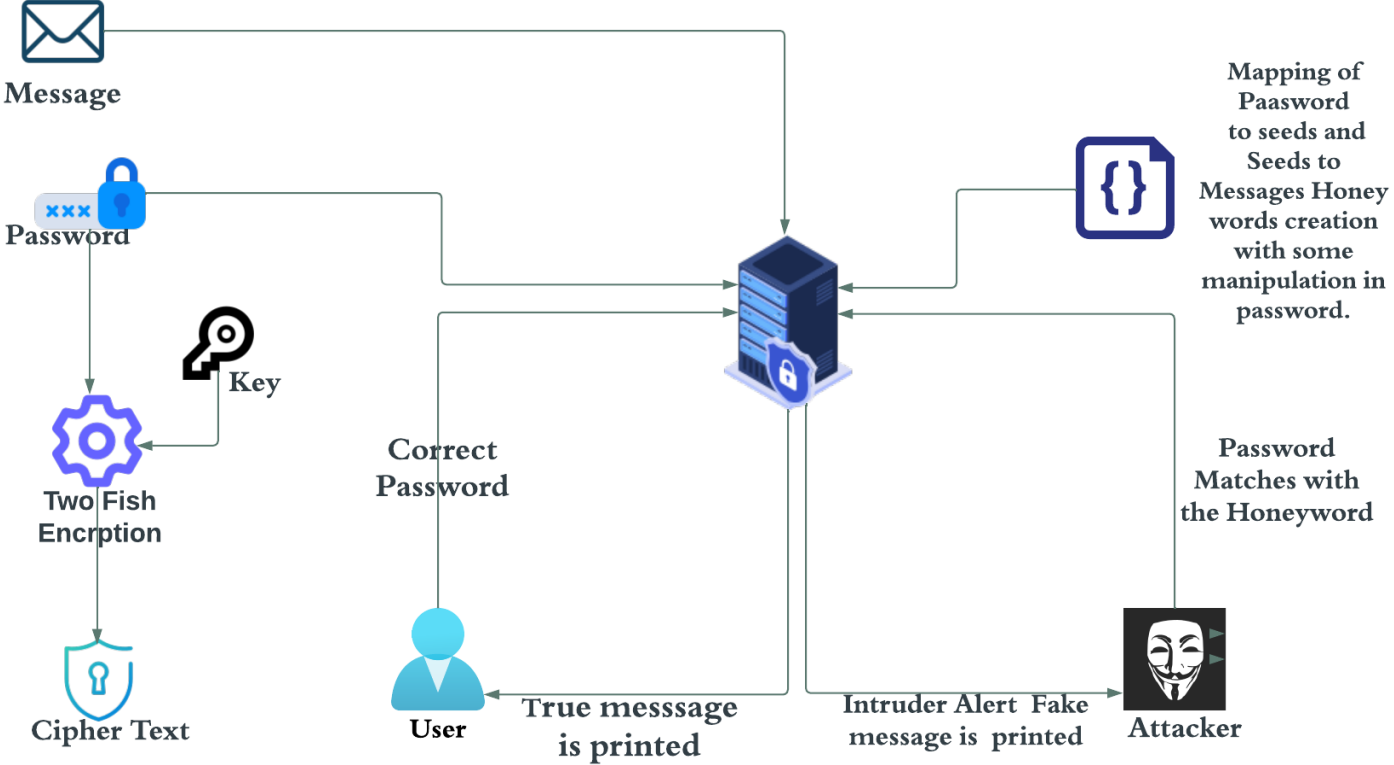 Message
Mapping of
Paasword
to seeds and
Seeds to
Messages Honey
words creation
with some
manipulation in
password.
×××
Password
{}
Key
Two Fish
Encrption
Cipher Text
Correct
Password
User
True messsage
is printed
Password
Matches with
the Honeyword
Intruder Alert Fake
message is printed
Attacker